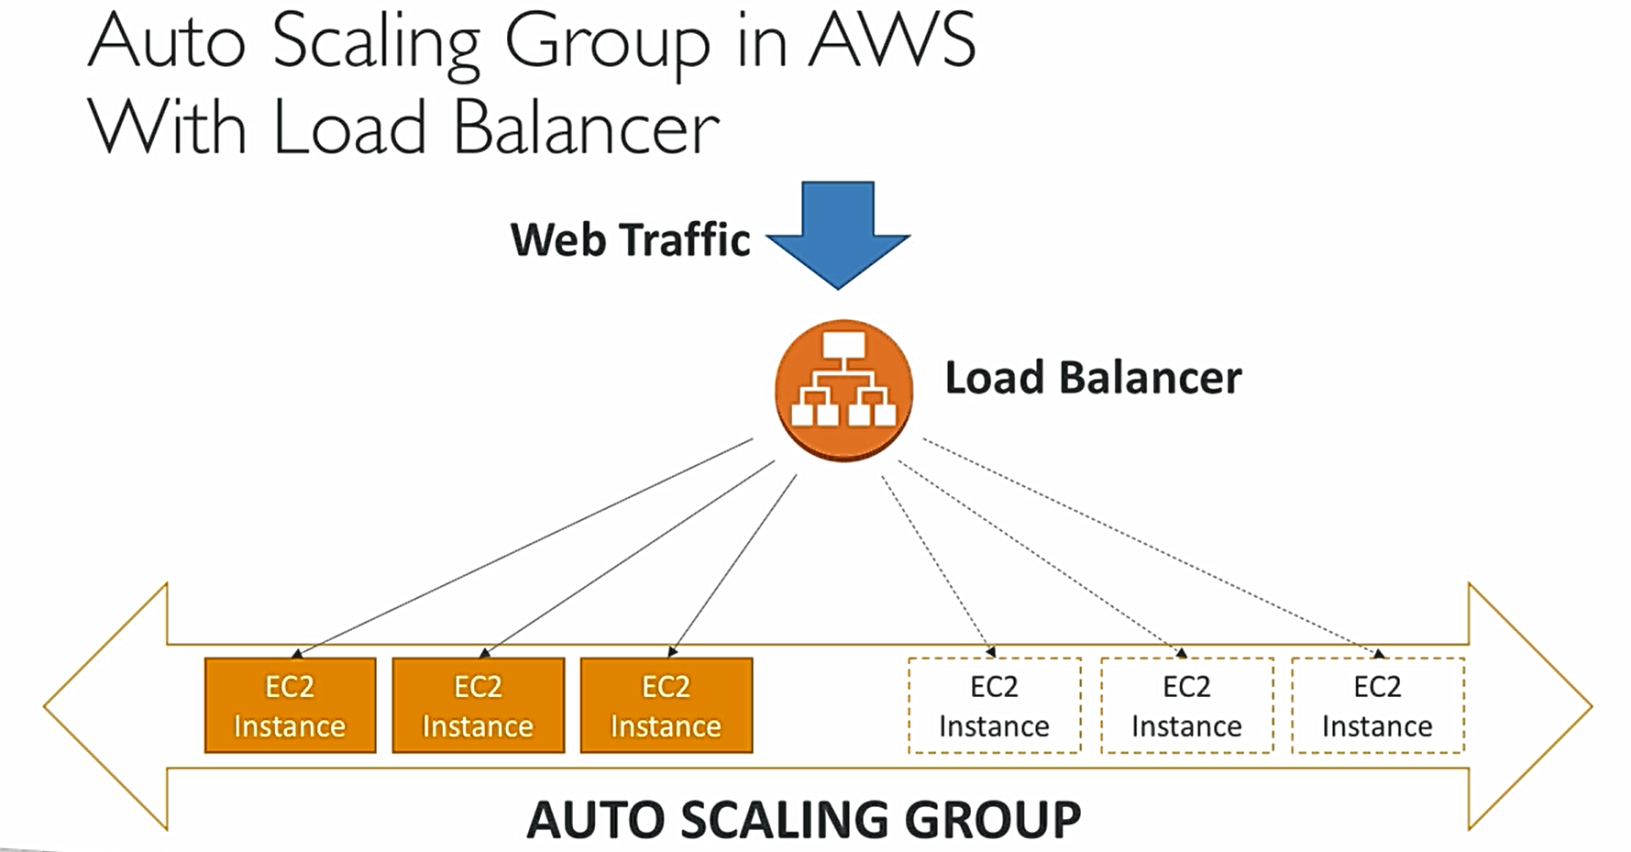 Auto Scaling Group in AWS
With Load Balancer
Web Traffic
Load Balancer
EC2
Instance
EC2
Instance
EC2
Instance
EC2
Instance
EC2
Instance
EC2
Instance
AUTO SCALING GROUP